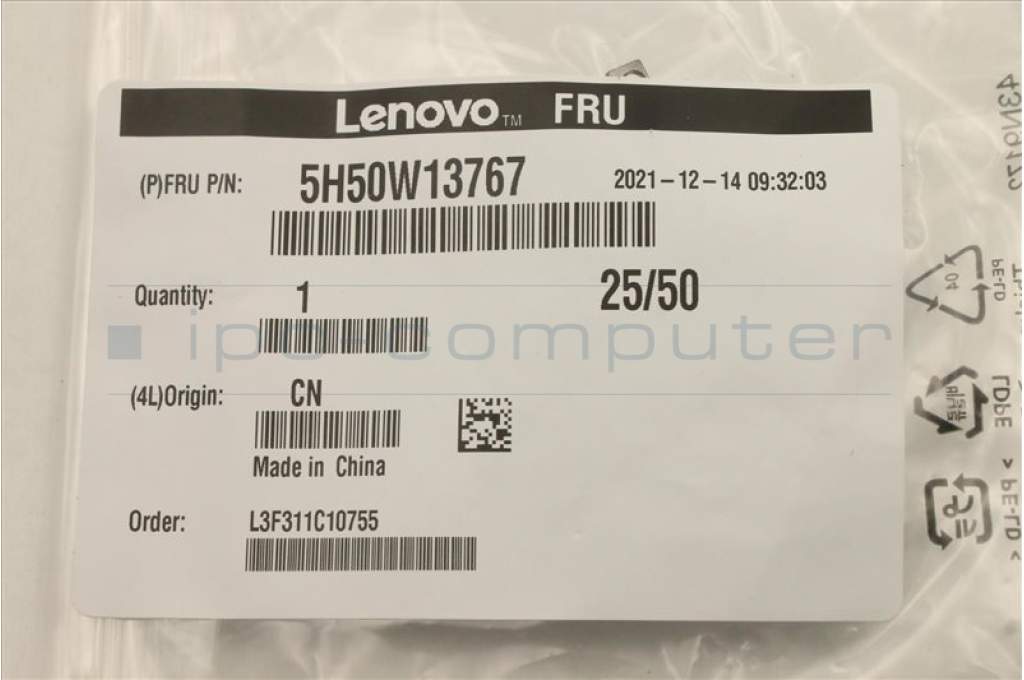 Lenovo™ FRU
(P)FRU P/N: 5H50W13767 2021-12-14 09:32:03
Quantity: 1 25/50
ipc-computer
(4L)Origin: CN
Made in China
Order: L3F311C10755
04
PE-LD
LDPE
> PE-LD <